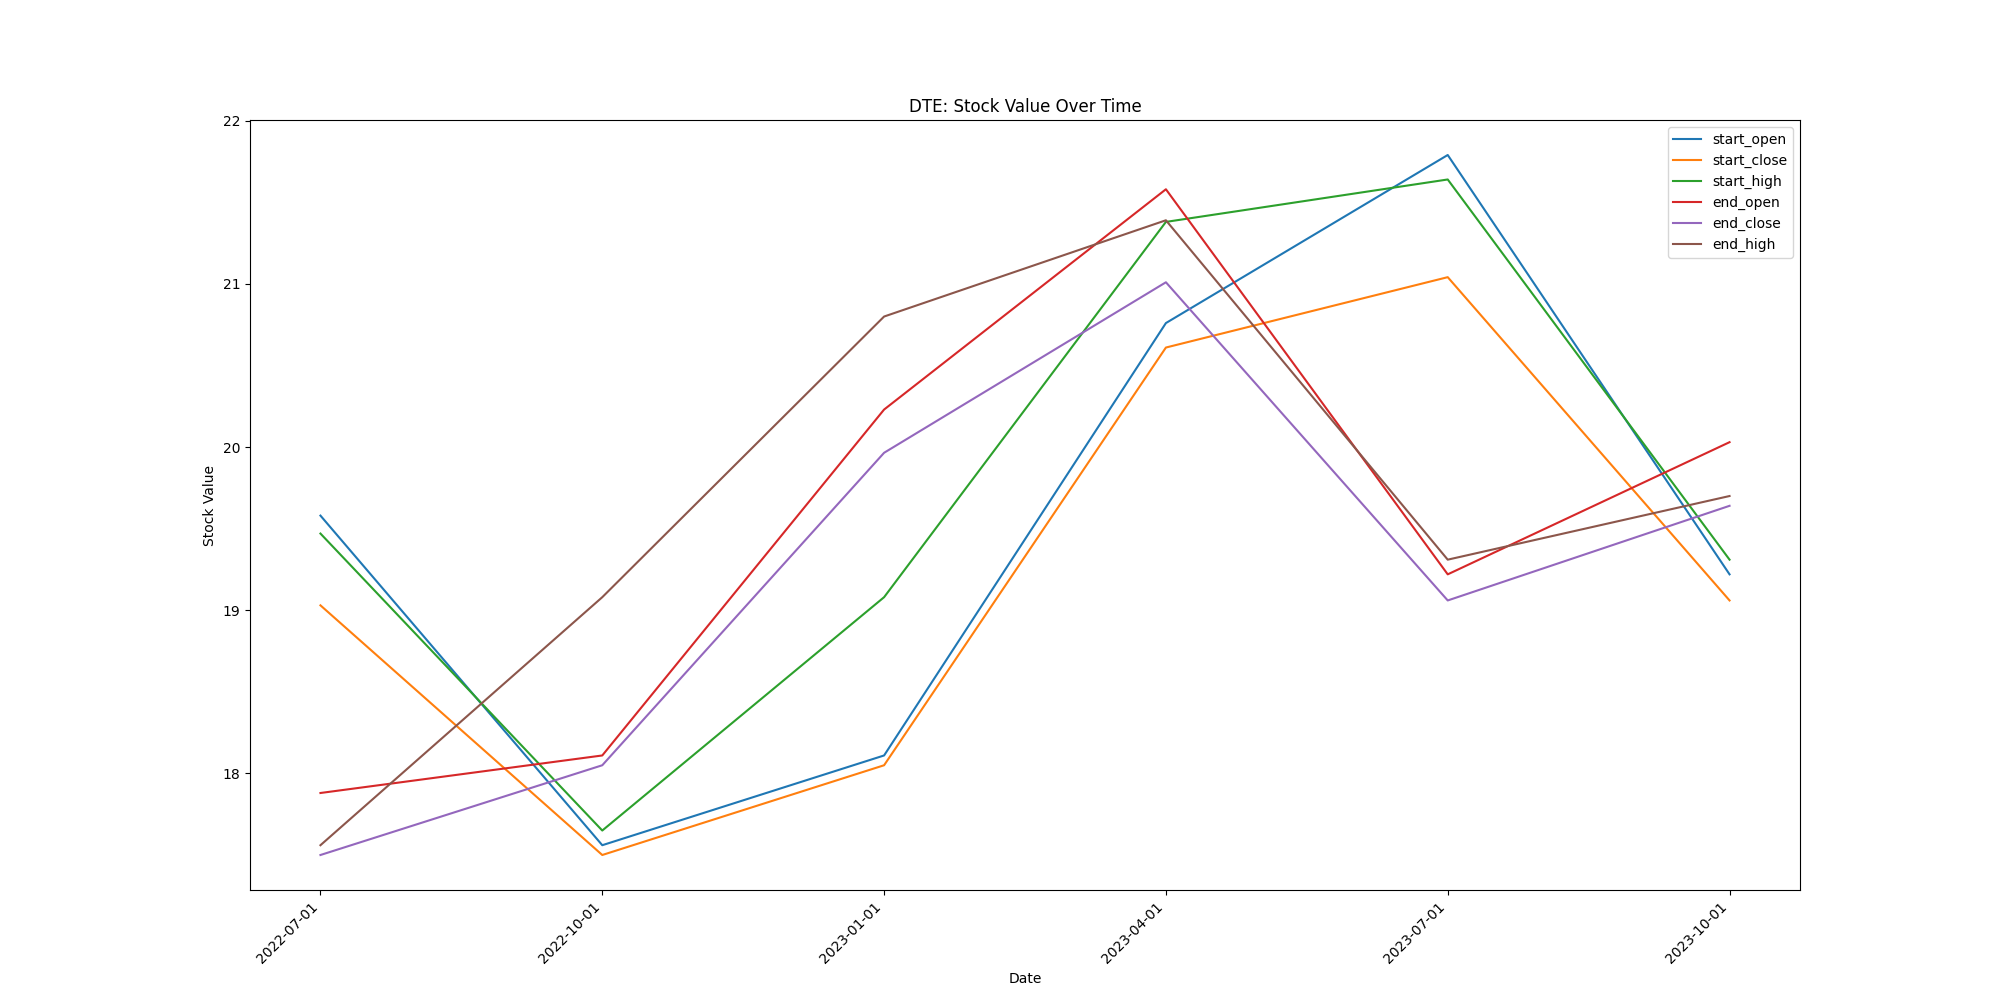 DTE: Stock Value Over Time
22
21
20
19
18
Stock Value
start_open
start_close
start_high
end_open
end_close
end_high
2022-07-01
2022-10-01
2023-01-01
2023-04-01
2023-07-01
2023-10-01
Date